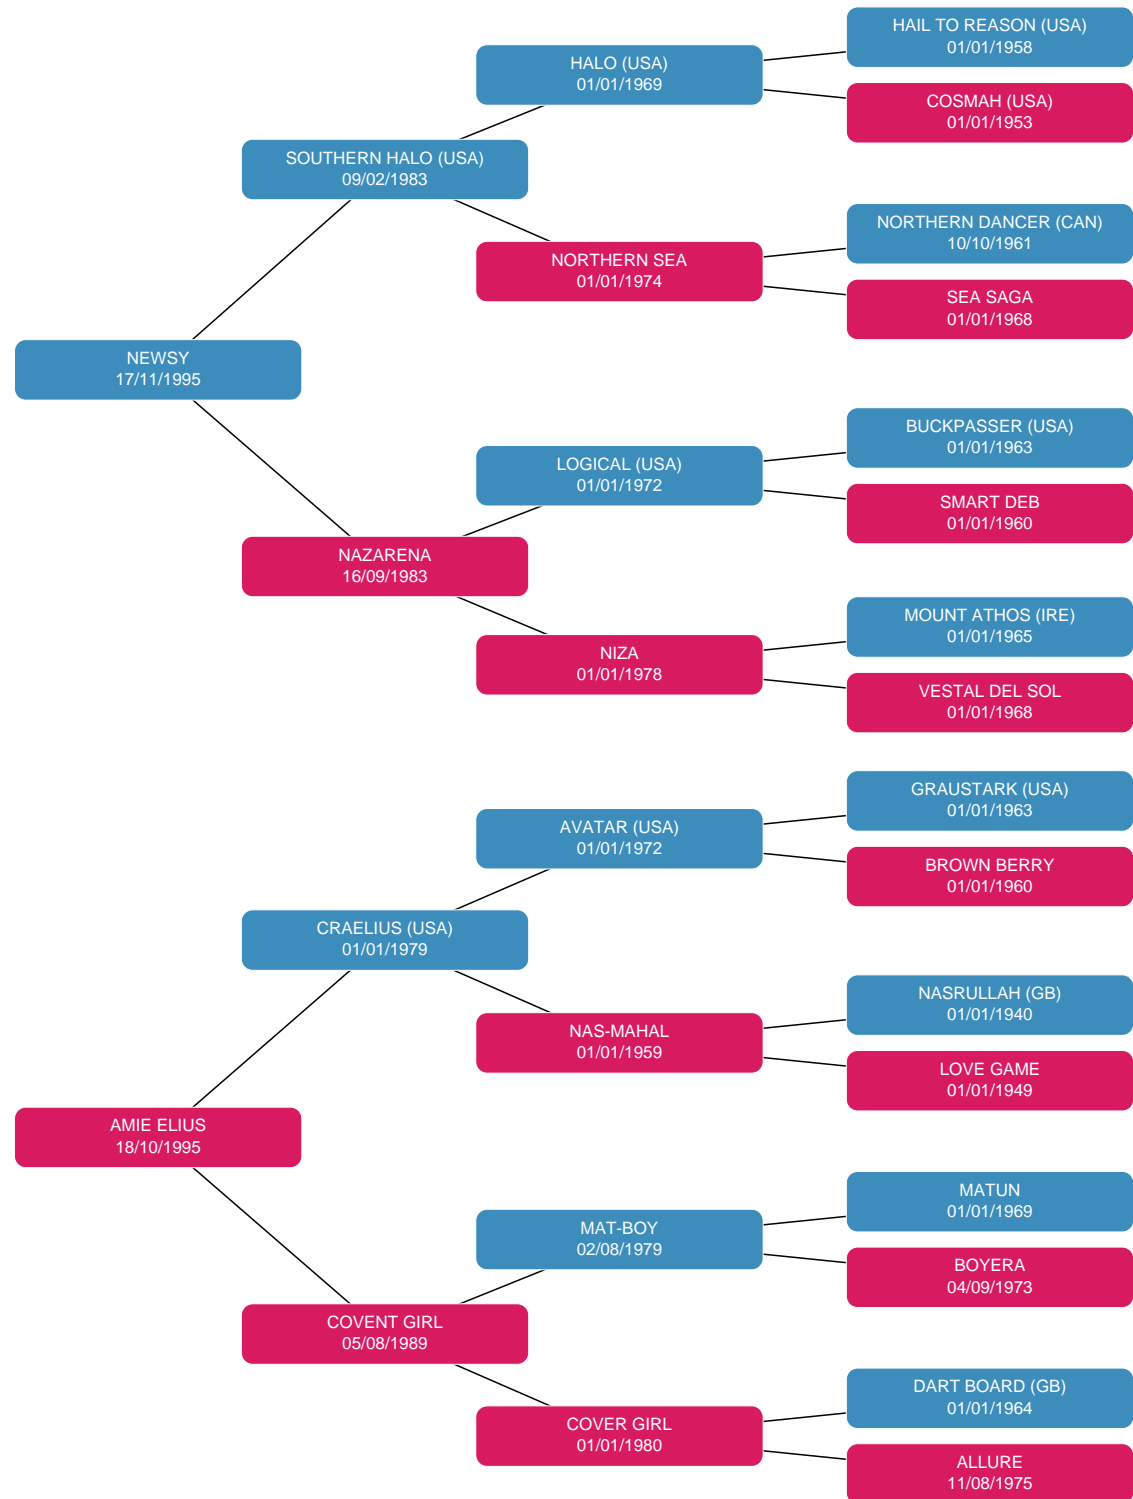 HAIL TO REASON (USA)
01/01/1958
HALO (USA)
01/01/1969
COSMAH (USA)
01/01/1953
SOUTHERN HALO (USA)
09/02/1983
NORTHERN DANCER (CAN)
10/10/1961
NORTHERN SEA
01/01/1974
SEA SAGA
01/01/1968
NEWSY
17/11/1995
BUCKPASSER (USA)
01/01/1963
LOGICAL (USA)
01/01/1972
SMART DEB
01/01/1960
NAZARENA
16/09/1983
MOUNT ATHOS (IRE)
01/01/1965
NIZA
01/01/1978
VESTAL DEL SOL
01/01/1968
GRAUSTARK (USA)
01/01/1963
AVATAR (USA)
01/01/1972
BROWN BERRY
01/01/1960
CRAELIUS (USA)
01/01/1979
NASRULLAH (GB)
01/01/1940
NAS-MAHAL
01/01/1959
LOVE GAME
01/01/1949
AMIE ELIUS
18/10/1995
MATUN
01/01/1969
MAT-BOY
02/08/1979
BOYERA
04/09/1973
COVENT GIRL
05/08/1989
DART BOARD (GB)
01/01/1964
COVER GIRL
01/01/1980
ALLURE
11/08/1975